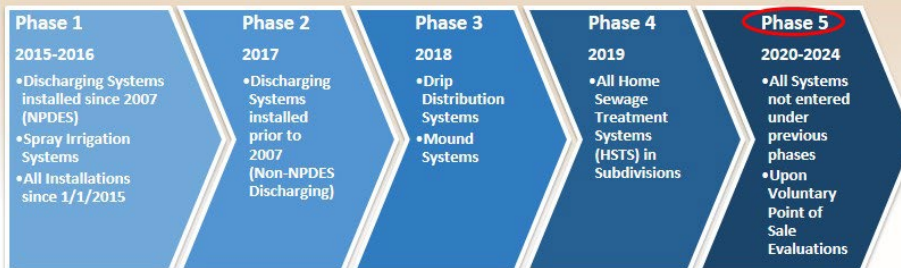 Phase 1
2015-2016
•Discharging Systems
installed since 2007
(NPDES)
•Spray Irrigation
Systems
•All Installations
since 1/1/2015
Phase 2
2017
•Discharging
Systems
installed
prior to
2007
(Non-NPDES
Discharging)
Phase 3
2018
•Drip
Distribution
Systems
•Mound
Systems
Phase 4
2019
•All Home
Sewage
Treatment
Systems
(HSTS) in
Subdivisions
Phase 5
2020-2024
•All Systems
not entered
under
previous
phases
•Upon
Voluntary
Point of
Sale
Evaluations